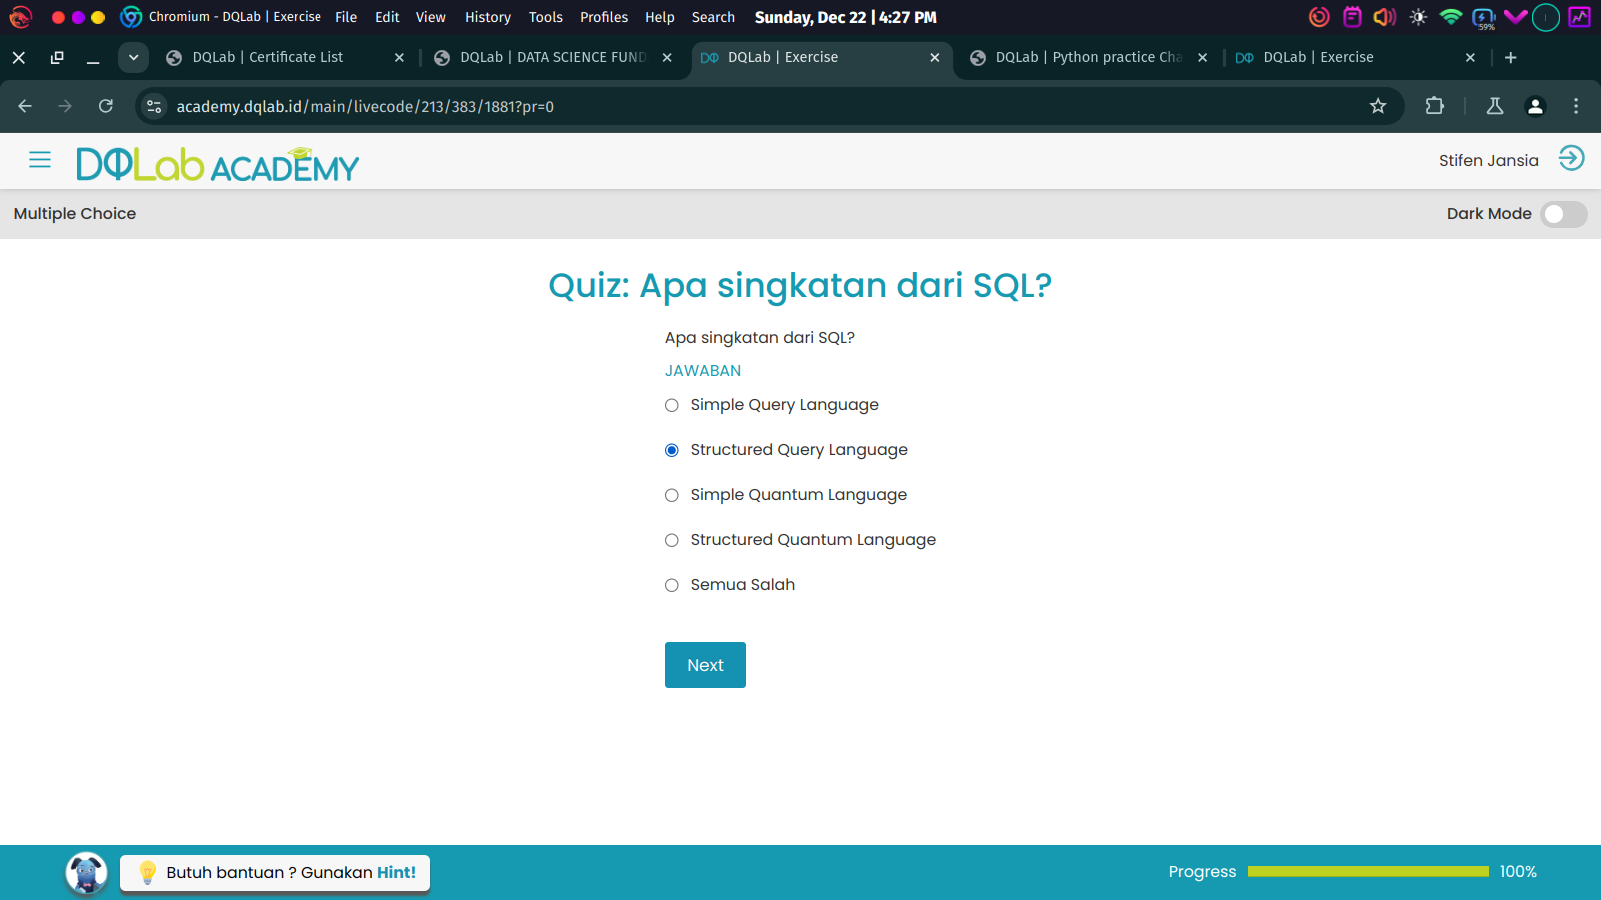 Chromium - DQLab | Exercise File Edit View History Tools Profiles Help Search Sunday, Dec 22 | 4:27 PM 59%
DQLab | Certificate List DQLab | DATA SCIENCE FUND DQLab | Exercise DQLab | Python practice Cha DQLab | Exercise
academy.dqlab.id/main/livecode/213/383/1881?pr=0
DQLab ACADEMY Stifen Jansia
Multiple Choice Dark Mode
Quiz: Apa singkatan dari SQL?
Apa singkatan dari SQL?
JAWABAN
Simple Query Language
Structured Query Language
Simple Quantum Language
Structured Quantum Language
Semua Salah
Next
Butuh bantuan ? Gunakan Hint! Progress 100%